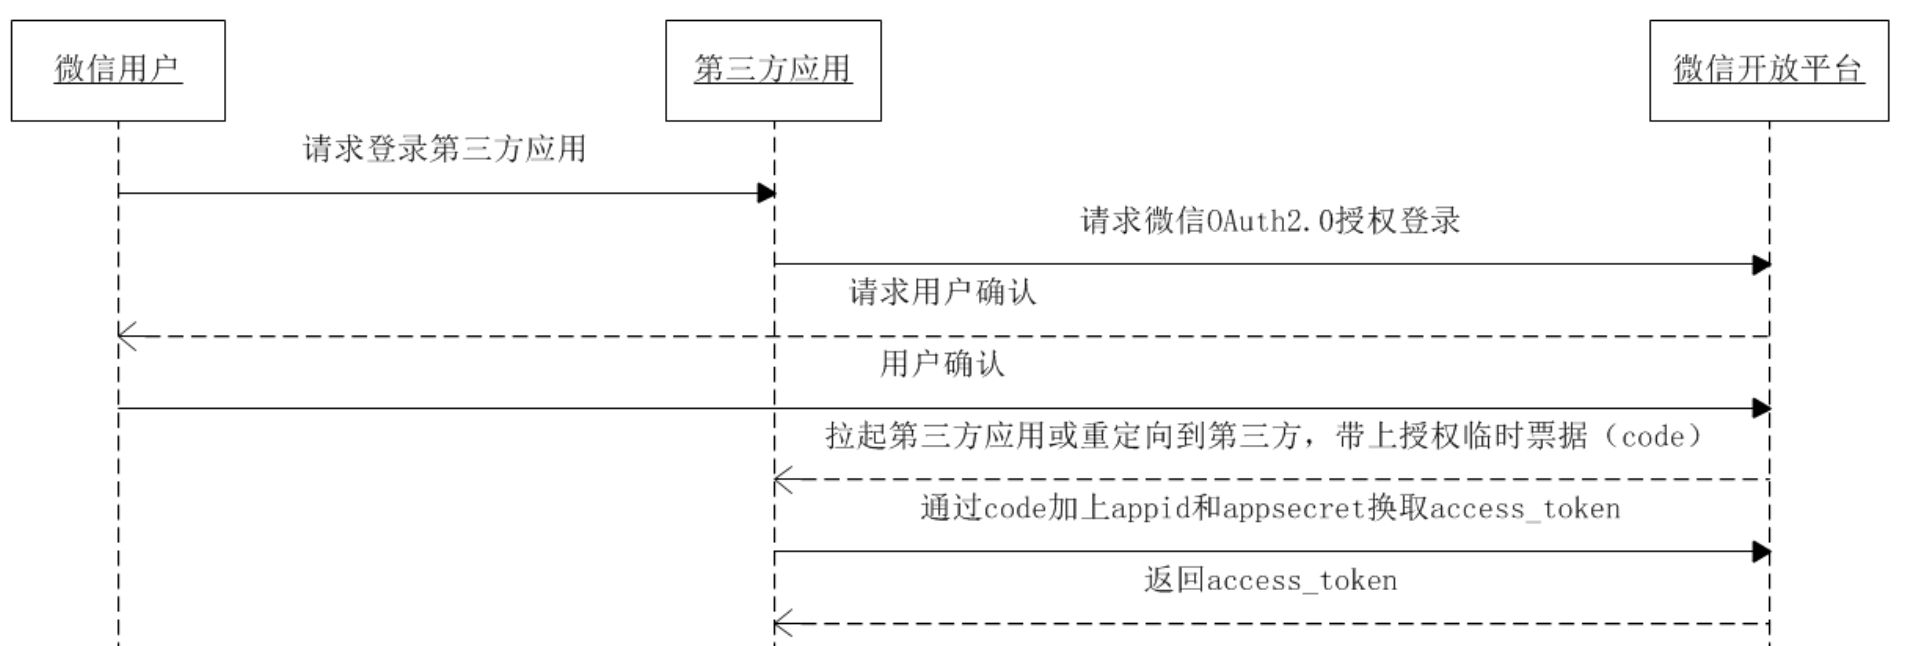 微信用户
第三方应用
微信开放平台
请求登录第三方应用
请求微信OAuth2.0授权登录
请求用户确认
用户确认
拉起第三方应用或重定向到第三方，带上授权临时票据（code）
通过code加上appid和appsecret换取access_token
返回access_token